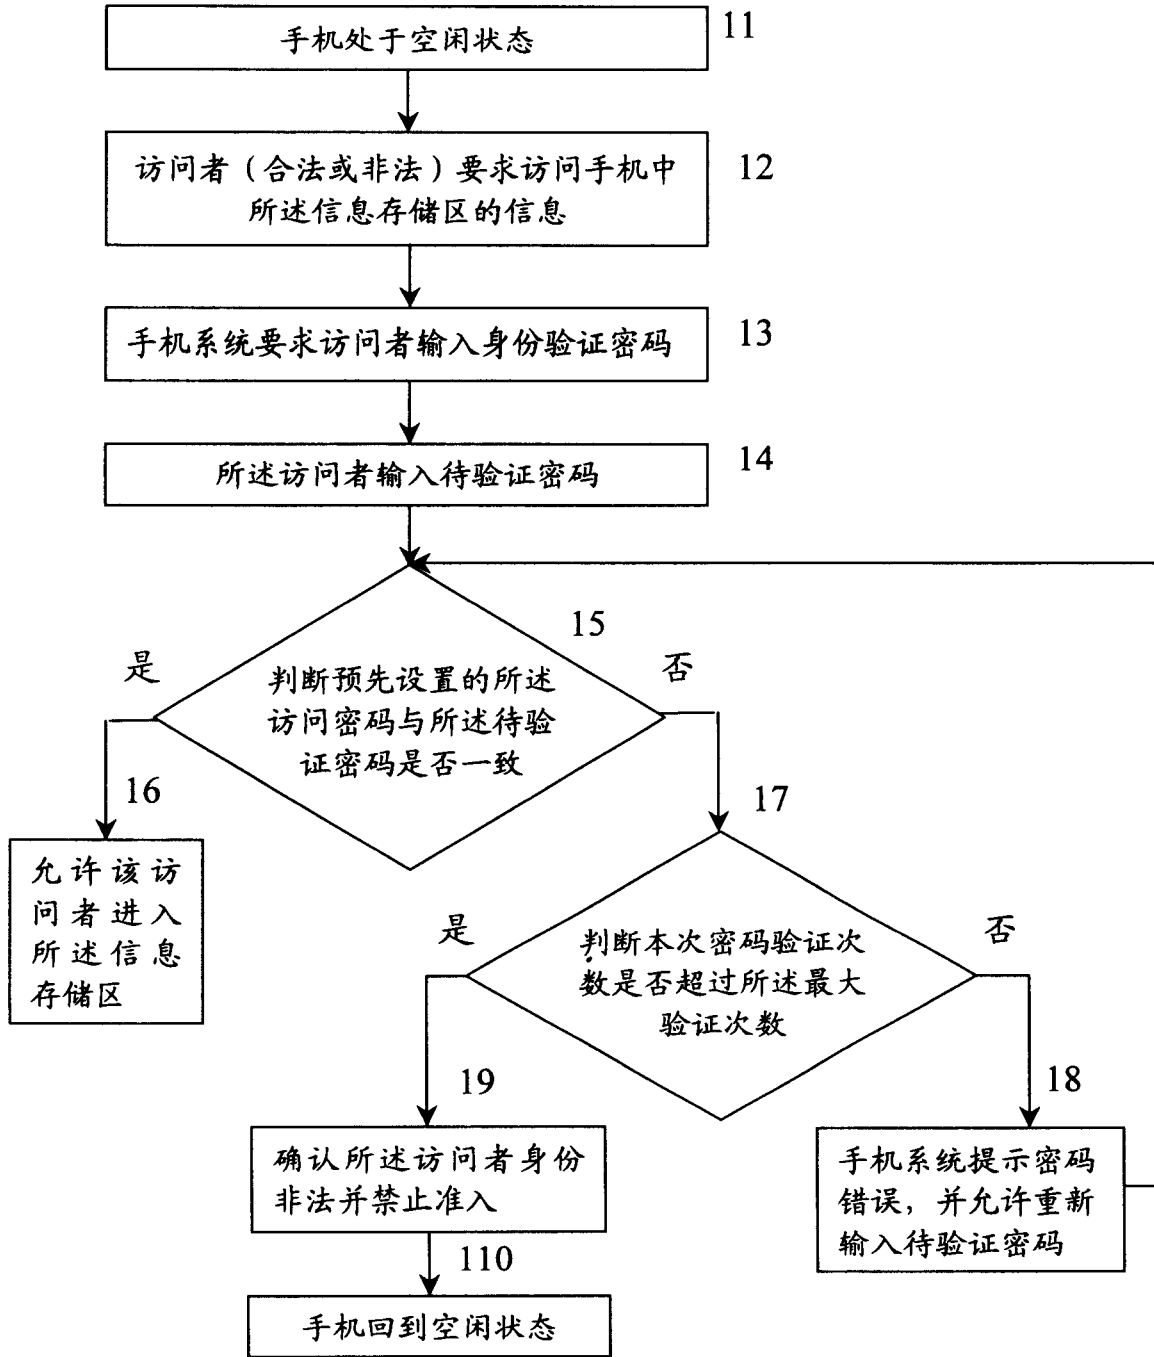 手机处于空闲状态
11
访问者（合法或非法）要求访问手机中
所述信息存储区的信息
12
手机系统要求访问者输入身份验证密码
13
所述访问者输入待验证密码
14
15
是
否
判断预先设置的所述
访问密码与所述待验
证密码是否一致
16
17
允许该访
问者进入
所述信息
存储区
是
否
判断本次密码验证次
数是否超过所述最大
验证次数
19
18
确认所述访问者身份
非法并禁止准入
手机系统提示密码
错误，并允许重新
输入待验证密码
110
手机回到空闲状态